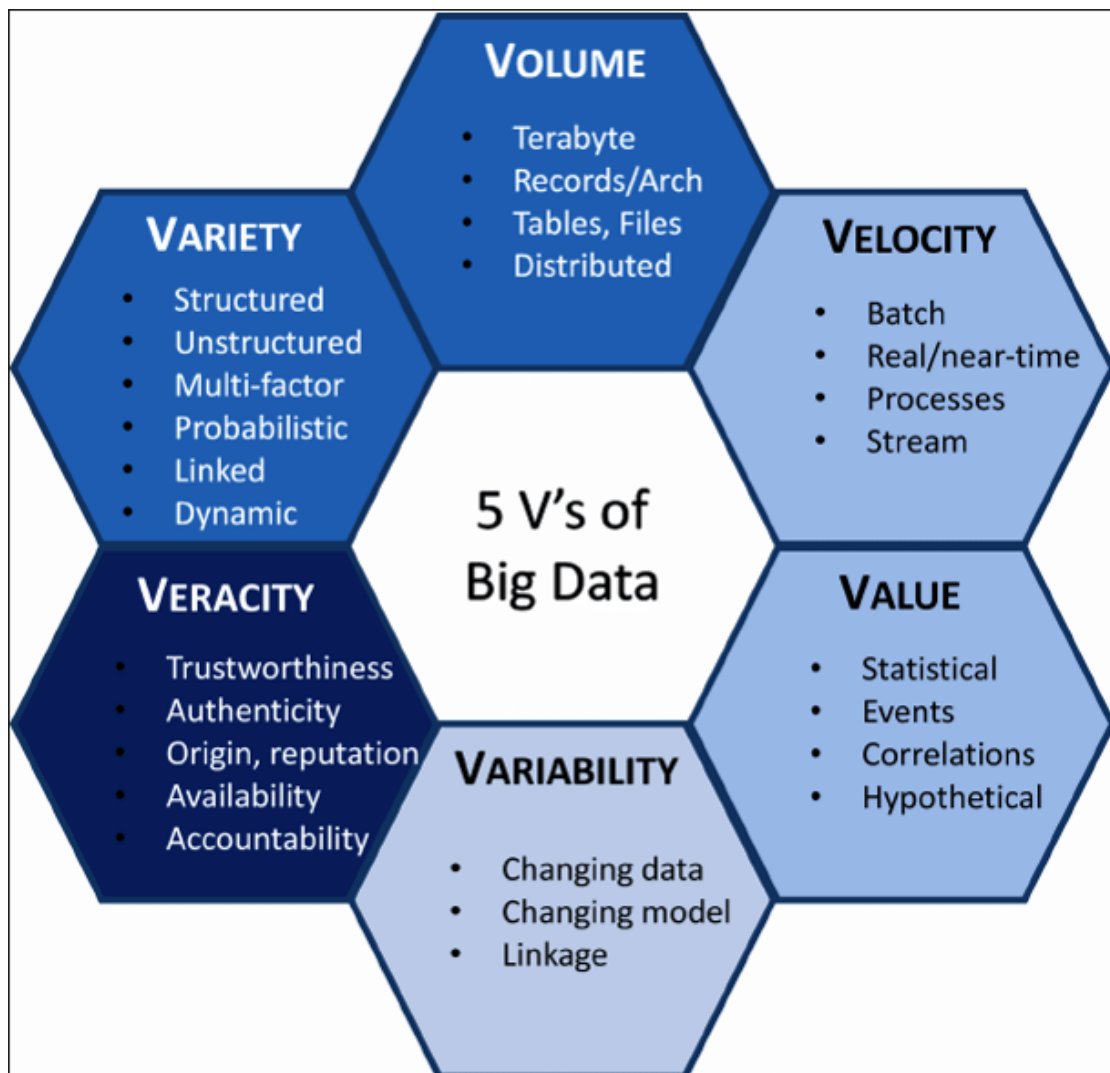 VOLUME
• Terabyte
• Records/Arch
• Tables, Files
• Distributed
VARIETY
• Structured
• Unstructured
• Multi-factor
• Probabilistic
• Linked
• Dynamic
VELOCITY
• Batch
• Real/near-time
• Processes
• Stream
5 V's of
Big Data
VERACITY
• Trustworthiness
• Authenticity
• Origin, reputation
• Availability
• Accountability
VALUE
• Statistical
• Events
• Correlations
• Hypothetical
VARIABILITY
• Changing data
• Changing model
• Linkage